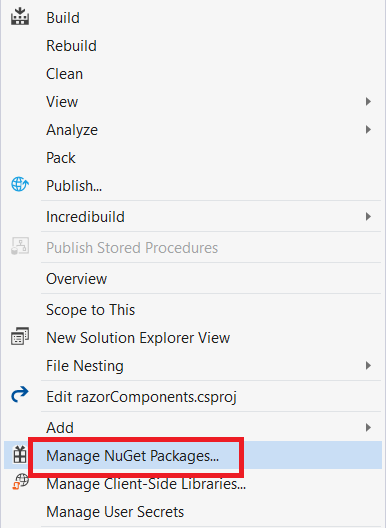 Build
Rebuild
Clean
View
Analyze
Pack
Publish...
Incredibuild
Publish Stored Procedures
Overview
Scope to This
New Solution Explorer View
File Nesting
Edit razorComponents.csproj
Add
Manage NuGet Packages...
Manage Client-Side Libraries...
Manage User Secrets